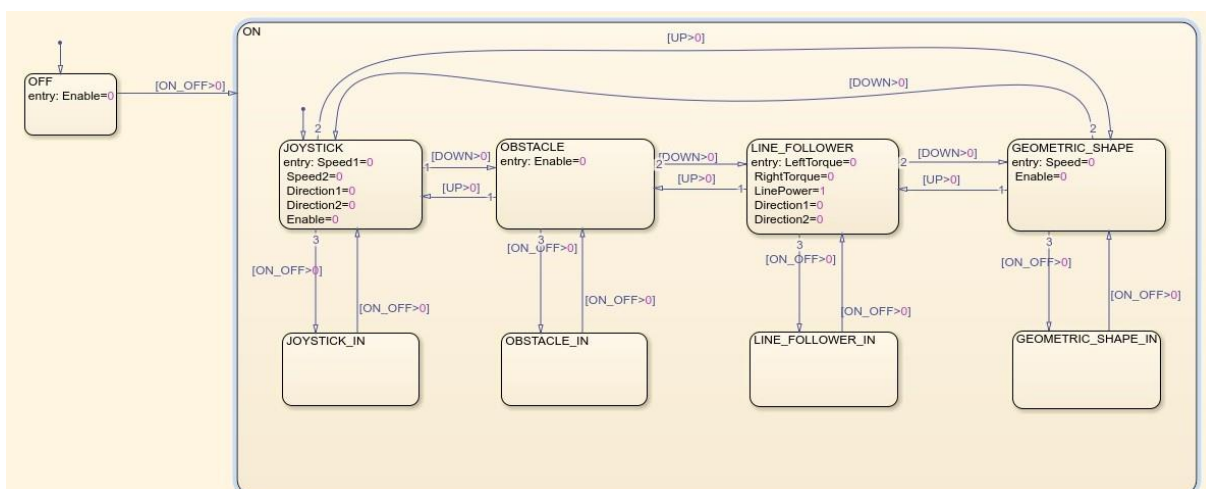 ON
[UP>0]
OFF
entry: Enable=0
[ON_OFF>0]
[DOWN>0]
2
2
JOYSTICK
entry: Speed1=0
Speed2=0
Direction1=0
Direction2=0
Enable=0
1
[DOWN>0]
[UP>0]
1
OBSTACLE
entry: Enable=0
2
[DOWN>0]
[UP>0]
1
LINE_FOLLOWER
entry: LeftTorque=0
RightTorque=0
LinePower=1
Direction1=0
Direction2=0
2
[DOWN>0]
[UP>0]
1
GEOMETRIC_SHAPE
entry: Speed=0
Enable=0
3
[ON_OFF>0]
[ON_OFF>0]
3
[ON_OFF>0]
[ON_OFF>0]
3
[ON_OFF>0]
[ON_OFF>0]
3
[ON_OFF>0]
[ON_OFF>0]
JOYSTICK_IN
OBSTACLE_IN
LINE_FOLLOWER_IN
GEOMETRIC_SHAPE_IN